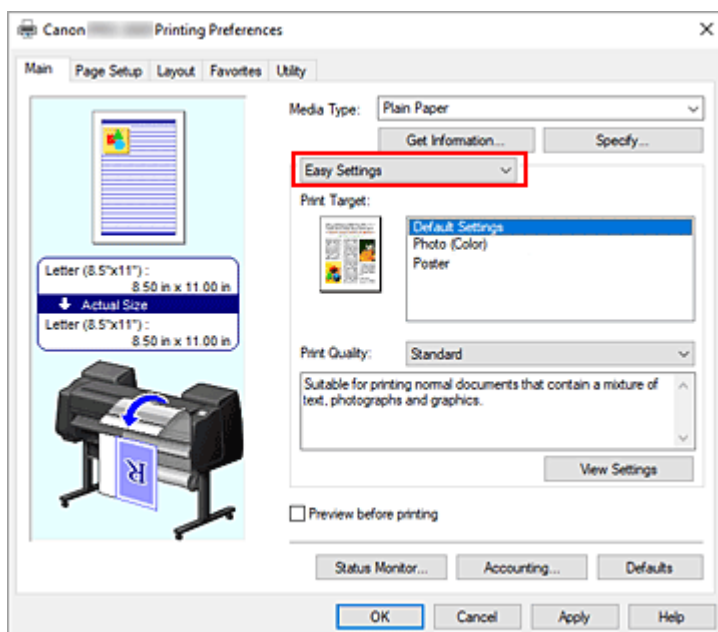 Canon Printing Preferences
Main Page Setup Layout Favorites Utility
Media Type: Plain Paper
Get Information... Specify...
Easy Settings
Print Target:
Default Settings
Photo (Color)
Poster
Letter (8.5"x11") :
8.50 in x 11.00 in
Actual Size
Letter (8.5"x11") :
8.50 in x 11.00 in
R
Print Quality: Standard
Suitable for printing normal documents that contain a mixture of
text, photographs and graphics.
View Settings
Preview before printing
Status Monitor... Accounting... Defaults
OK Cancel Apply Help